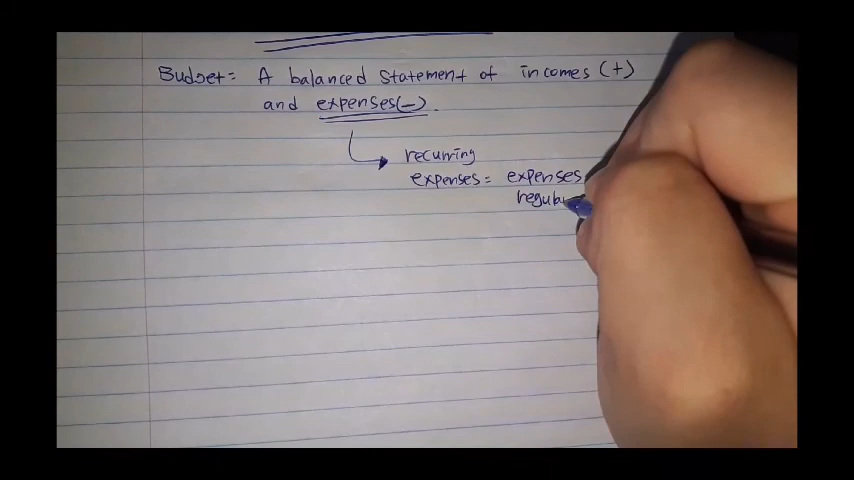 Budget: A balanced statement of incomes (+)
and expenses(-).
recurring
expenses = expenses